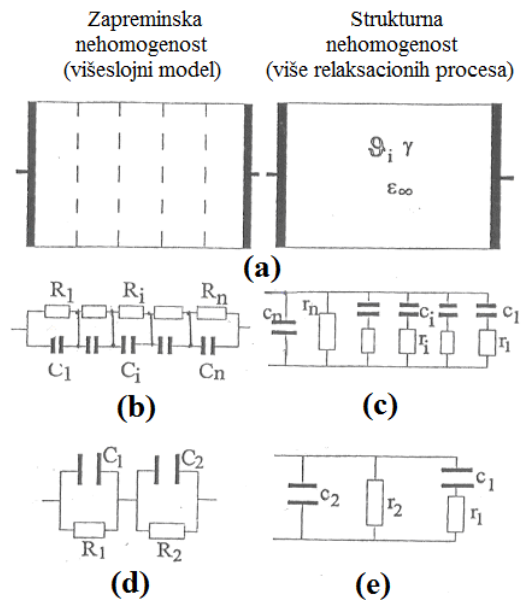 Zapreminska
nehomogenost
(višeslojni model)
Strukturna
nehomogenost
(više relaksacionih procesa)
ϑi γ
ε∞
(a)
R1 Ri Rn
C1 Ci Cn
(b)
cn rn ci ri c1 r1
(c)
C1 C2
R1 R2
(d)
c2 r2 c1 r1
(e)